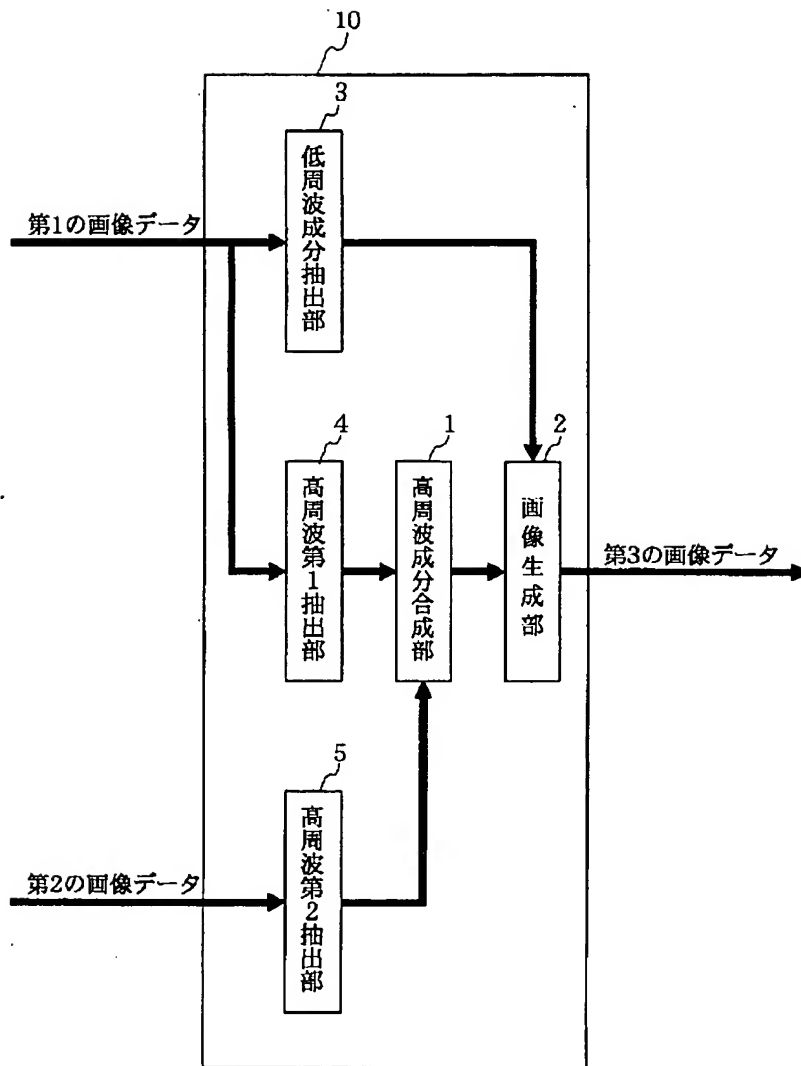 10
3
低周波成分抽出部
第1の画像データ
4
高周波第1抽出部
1
高周波成分合成部
2
画像生成部
第3の画像データ
5
高周波第2抽出部
第2の画像データ